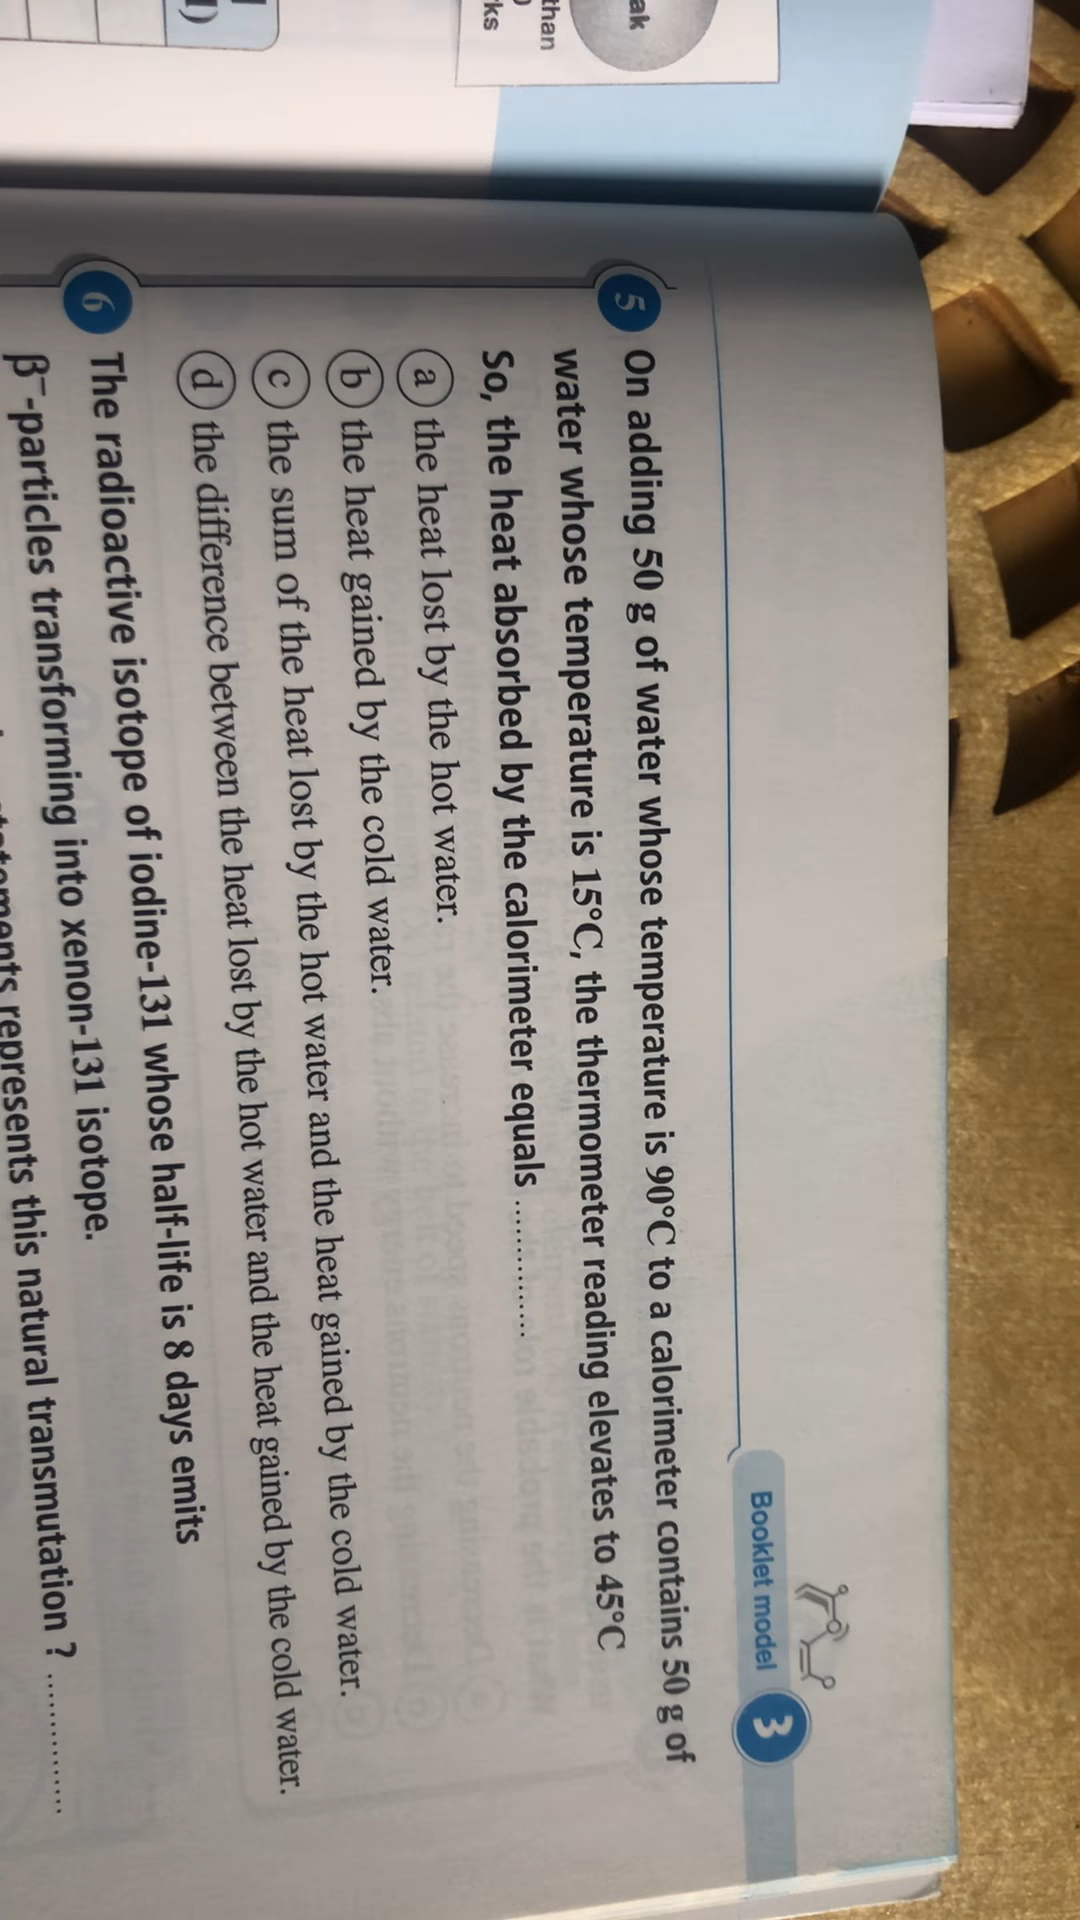 ak
than
ks
Booklet model 3
5 On adding 50 g of water whose temperature is 90°C to a calorimeter contains 50 g of
water whose temperature is 15°C, the thermometer reading elevates to 45°C
So, the heat absorbed by the calorimeter equals ............
a the heat lost by the hot water.
b the heat gained by the cold water.
c the sum of the heat lost by the hot water and the heat gained by the cold water.
d the difference between the heat lost by the hot water and the heat gained by the cold water.
6 The radioactive isotope of iodine-131 whose half-life is 8 days emits
β⁻-particles transforming into xenon-131 isotope.
represents this natural transmutation ? ............